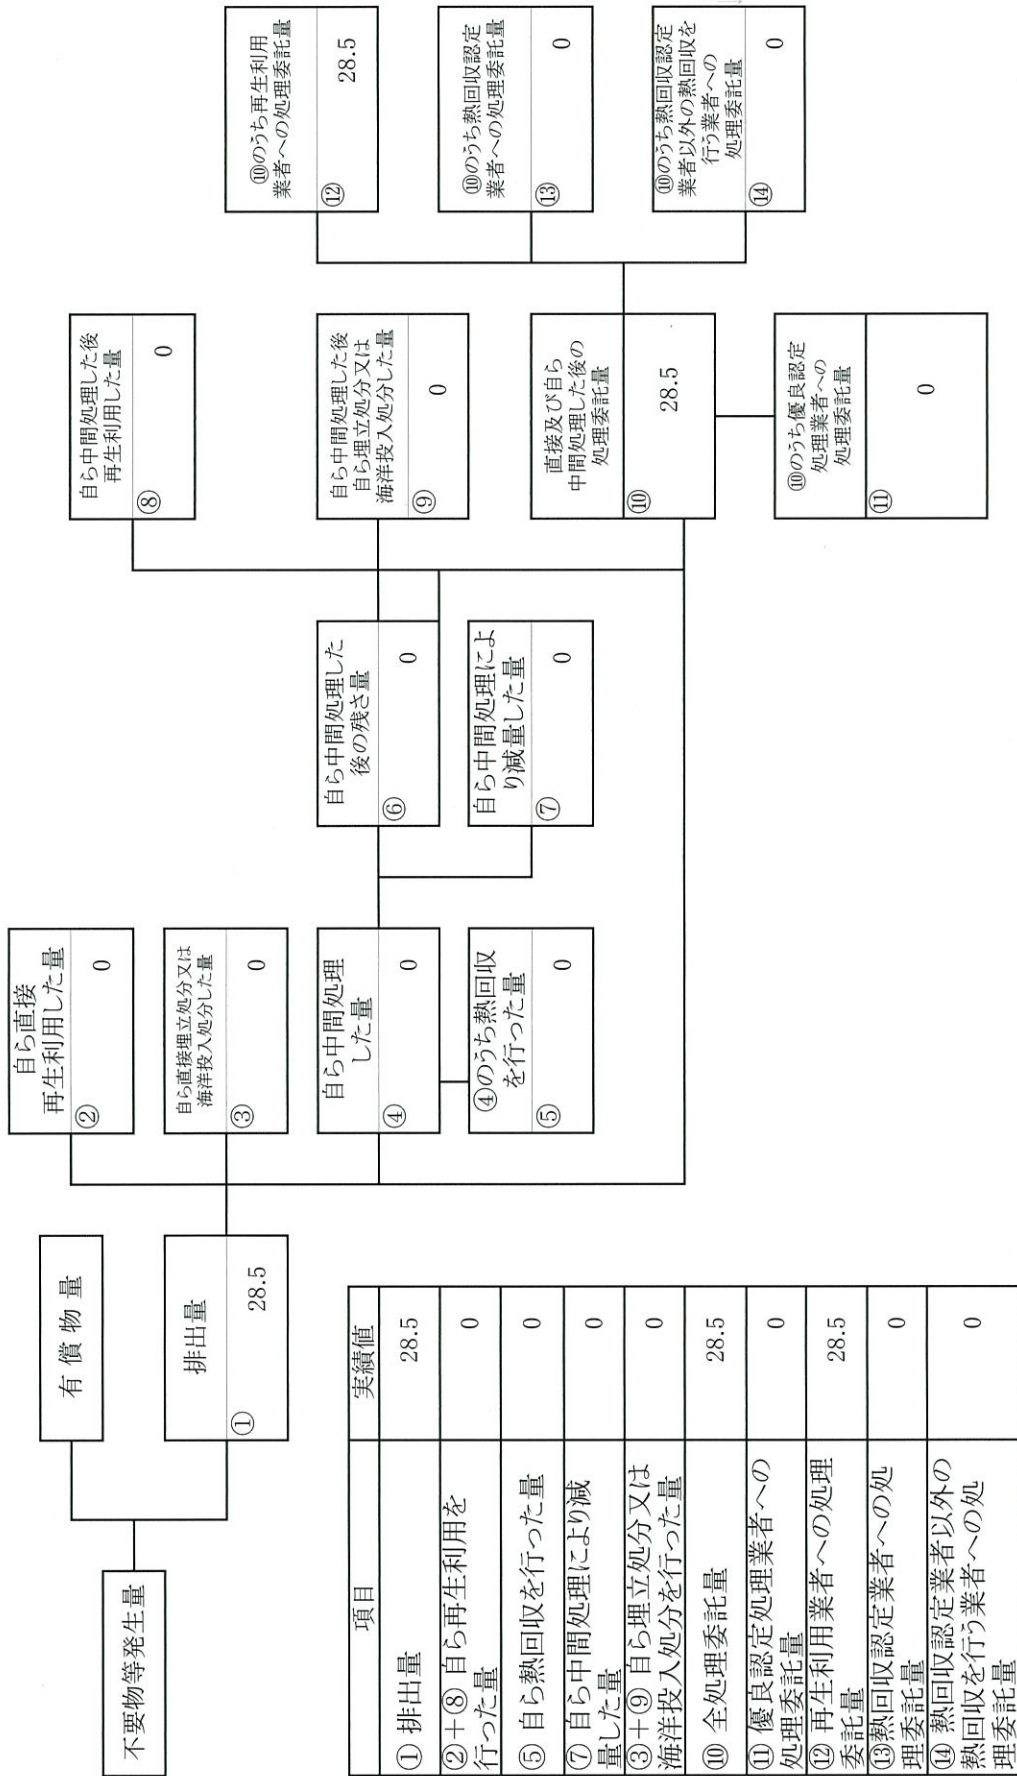 不要物等発生量
有償物量
排出量
① 28.5
自ら直接
再生利用した量
② 0
自ら直接埋立処分又は
海洋投入処分した量
③ 0
自ら中間処理
した量
④ 0
④のうち熱回収
を行った量
⑤ 0
自ら中間処理した
後の残さ量
⑥ 0
自ら中間処理によ
り減量した量
⑦ 0
自ら中間処理した後
再生利用した量
⑧ 0
自ら中間処理した後
自ら埋立処分又は
海洋投入処分した量
⑨ 0
直接及び自ら
中間処理した後の
処理委託量
⑩ 28.5
⑩のうち優良認定
処理業者への
処理委託量
⑪ 0
⑩のうち再生利用
業者への処理委託量
⑫ 28.5
⑩のうち熱回収認定
業者への処理委託量
⑬ 0
⑩のうち熱回収認定
業者以外の熱回収を
行う業者への
処理委託量
⑭ 0
項目 実績値
① 排出量 28.5
②+⑧ 自ら再生利用を
行った量 0
⑤ 自ら熱回収を行った量 0
⑦ 自ら中間処理により減
量した量 0
③+⑨ 自ら埋立処分又は
海洋投入処分を行った量 0
⑩ 全処理委託量 28.5
⑪ 優良認定処理業者への
処理委託量 0
⑫ 再生利用業者への処理
委託量 28.5
⑬熱回収認定業者への処
理委託量 0
⑭ 熱回収認定業者以外の
熱回収を行う業者への処
理委託量 0